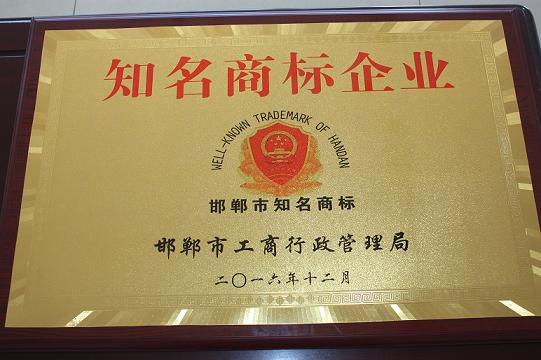 知名商标企业
WELL-KNOWN TRADEMARK OF HANDAN
邯郸市知名商标
邯郸市工商行政管理局
二〇一六年十二月